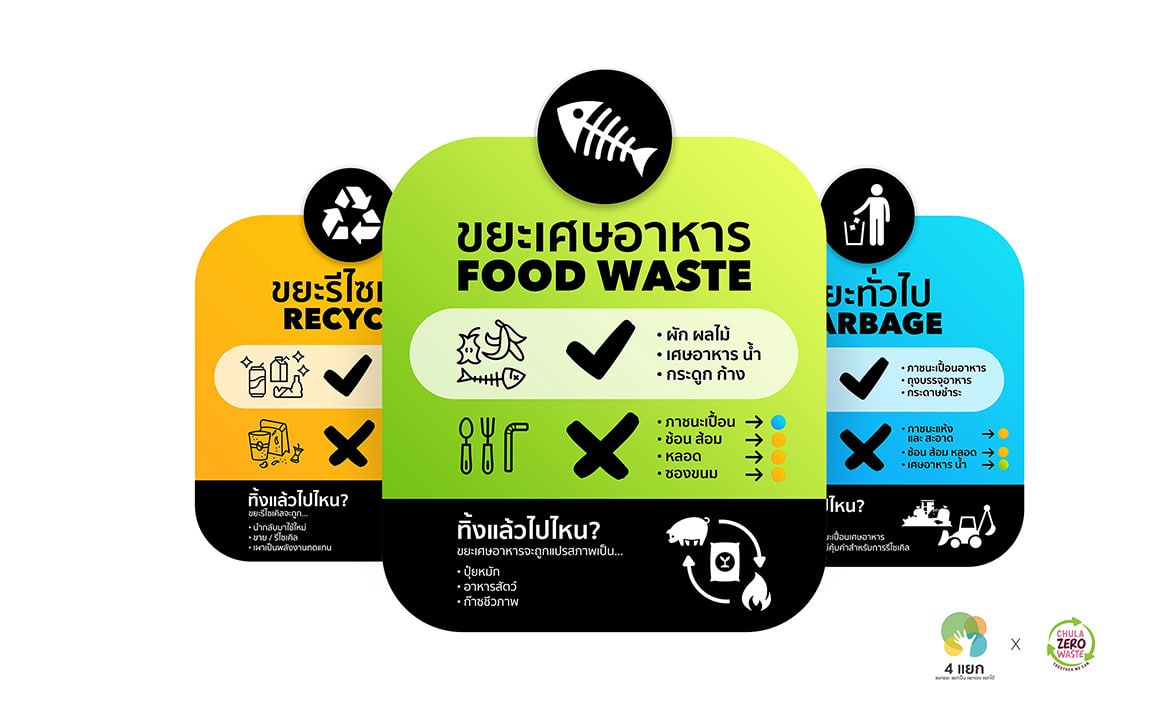 ขยะเศษอาหาร
FOOD WASTE
• ผัก ผลไม้
• เศษอาหาร น้ำ
• กระดูก ก้าง
• ภาชนะเปื้อน
• ช้อน ส้อม
• หลอด
• ซองขนม
ทิ้งแล้วไปไหน?
ขยะเศษอาหารจะถูกแปรสภาพเป็น...
• ปุ๋ยหมัก
• อาหารสัตว์
• ก๊าซชีวภาพ
ขยะรีไซเ
RECYC
ทิ้งแล้วไปไหน?
ขยะรีไซเคิลจะถูก...
• นำกลับมาใช้ใหม่
• ขาย / รีไซเคิล
• เผาเป็นพลังงานทดแทน
ยะทั่วไป
ARBAGE
• ภาชนะเปื้อนอาหาร
• ถุงบรรจุอาหาร
• กระดาษชำระ
• ภาชนะแห้ง
และ สะอาด
• ช้อน ส้อม หลอด
• เศษอาหาร น้ำ
ปไหน?
ะเปื้อนเศษอาหาร
่คุ้มค่าสำหรับการรีไซเคิล
4 แยก
X
CHULA
ZERO
WASTE
TOGETHER WE CAN